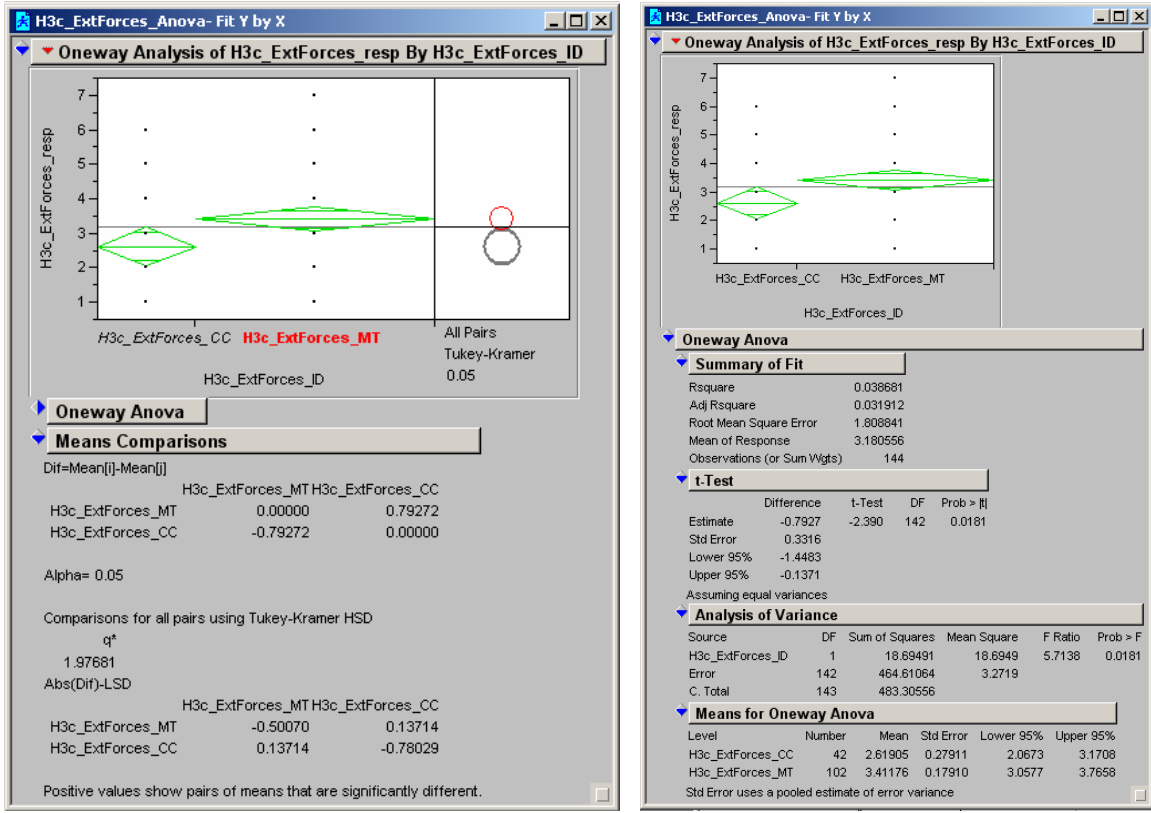 H3c_ExtForces_Anova- Fit Y by X
Oneway Analysis of H3c_ExtForces_resp By H3c_ExtForces_ID
H3c_ExtForces_resp
7
6
5
4
3
2
1
H3c_ExtForces_CC H3c_ExtForces_MT
H3c_ExtForces_ID
All Pairs
Tukey-Kramer
0.05
Oneway Anova
Means Comparisons
Dif=Mean[i]-Mean[j]
H3c_ExtForces_MT H3c_ExtForces_CC
H3c_ExtForces_MT 0.00000 0.79272
H3c_ExtForces_CC -0.79272 0.00000
Alpha= 0.05
Comparisons for all pairs using Tukey-Kramer HSD
q*
1.97681
Abs(Dif)-LSD
H3c_ExtForces_MT H3c_ExtForces_CC
H3c_ExtForces_MT -0.50070 0.13714
H3c_ExtForces_CC 0.13714 -0.78029
Positive values show pairs of means that are significantly different.
H3c_ExtForces_Anova- Fit Y by X
Oneway Analysis of H3c_ExtForces_resp By H3c_ExtForces_ID
H3c_ExtForces_resp
7
6
5
4
3
2
1
H3c_ExtForces_CC H3c_ExtForces_MT
H3c_ExtForces_ID
Oneway Anova
Summary of Fit
Rsquare 0.038681
Adj Rsquare 0.031912
Root Mean Square Error 1.808841
Mean of Response 3.180556
Observations (or Sum Wgts) 144
t-Test
Difference t-Test DF Prob > |t|
Estimate -0.7927 -2.390 142 0.0181
Std Error 0.3316
Lower 95% -1.4483
Upper 95% -0.1371
Assuming equal variances
Analysis of Variance
Source DF Sum of Squares Mean Square F Ratio Prob > F
H3c_ExtForces_ID 1 18.69491 18.6949 5.7138 0.0181
Error 142 464.61064 3.2719
C. Total 143 483.30556
Means for Oneway Anova
Level Number Mean Std Error Lower 95% Upper 95%
H3c_ExtForces_CC 42 2.61905 0.27911 2.0673 3.1708
H3c_ExtForces_MT 102 3.41176 0.17910 3.0577 3.7658
Std Error uses a pooled estimate of error variance